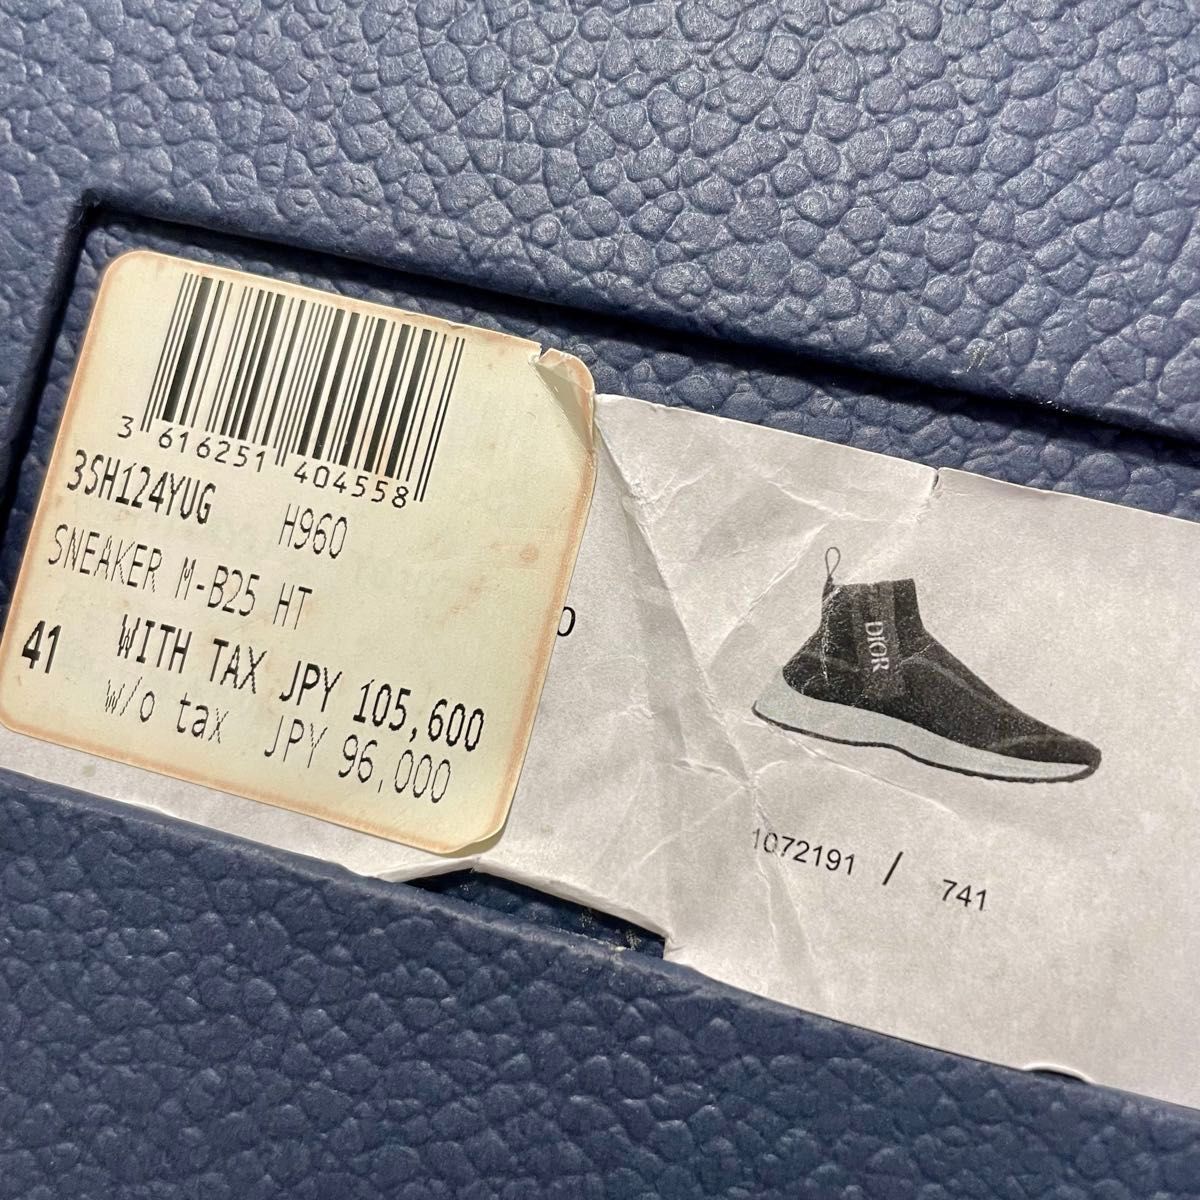 3 616251 404558
3SH124YUG H960
SNEAKER M-B25 HT
41 WITH TAX JPY 105,600
w/o tax JPY 96,000
DIOR
1072191 / 741